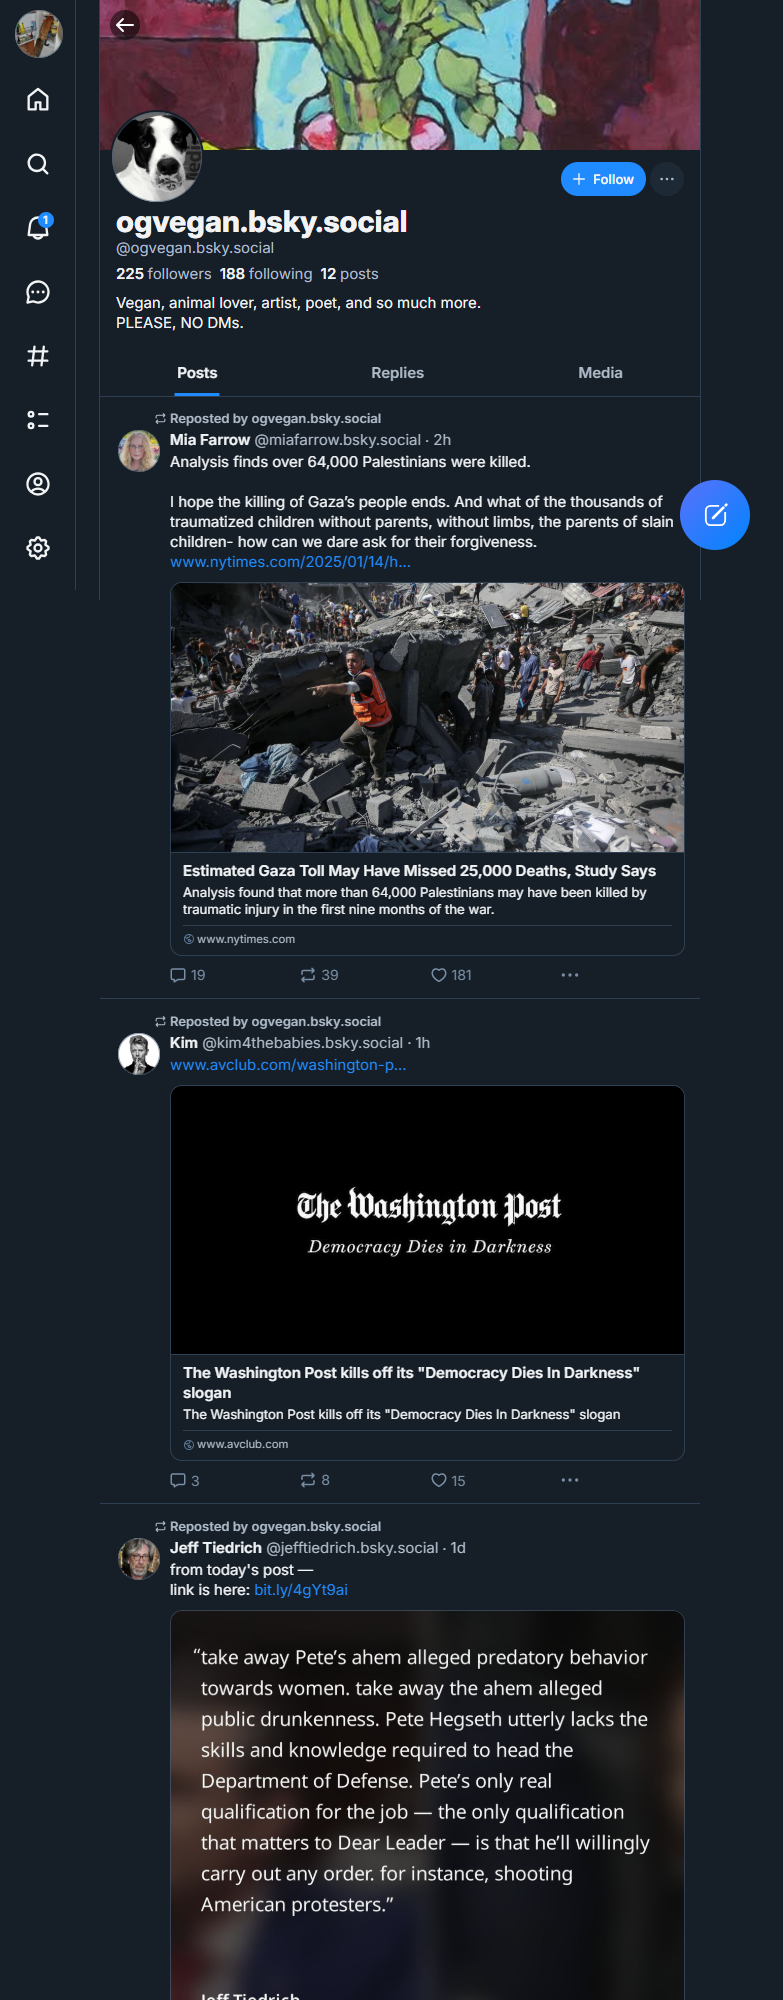 1
+ Follow
ogvegan.bsky.social
@ogvegan.bsky.social
225 followers 188 following 12 posts
Vegan, animal lover, artist, poet, and so much more.
PLEASE, NO DMs.
Posts Replies Media
Reposted by ogvegan.bsky.social
Mia Farrow @miafarrow.bsky.social · 2h
Analysis finds over 64,000 Palestinians were killed.
I hope the killing of Gaza’s people ends. And what of the thousands of
traumatized children without parents, without limbs, the parents of slain
children- how can we dare ask for their forgiveness.
www.nytimes.com/2025/01/14/h...
Estimated Gaza Toll May Have Missed 25,000 Deaths, Study Says
Analysis found that more than 64,000 Palestinians may have been killed by
traumatic injury in the first nine months of the war.
www.nytimes.com
19 39 181
Reposted by ogvegan.bsky.social
Kim @kim4thebabies.bsky.social · 1h
www.avclub.com/washington-p...
The Washington Post
Democracy Dies in Darkness
The Washington Post kills off its "Democracy Dies In Darkness"
slogan
The Washington Post kills off its "Democracy Dies In Darkness" slogan
www.avclub.com
3 8 15
Reposted by ogvegan.bsky.social
Jeff Tiedrich @jefftiedrich.bsky.social · 1d
from today's post —
link is here: bit.ly/4gYt9ai
“take away Pete’s ahem alleged predatory behavior
towards women. take away the ahem alleged
public drunkenness. Pete Hegseth utterly lacks the
skills and knowledge required to head the
Department of Defense. Pete’s only real
qualification for the job — the only qualification
that matters to Dear Leader — is that he’ll willingly
carry out any order. for instance, shooting
American protesters.”
Jeff Tiedrich